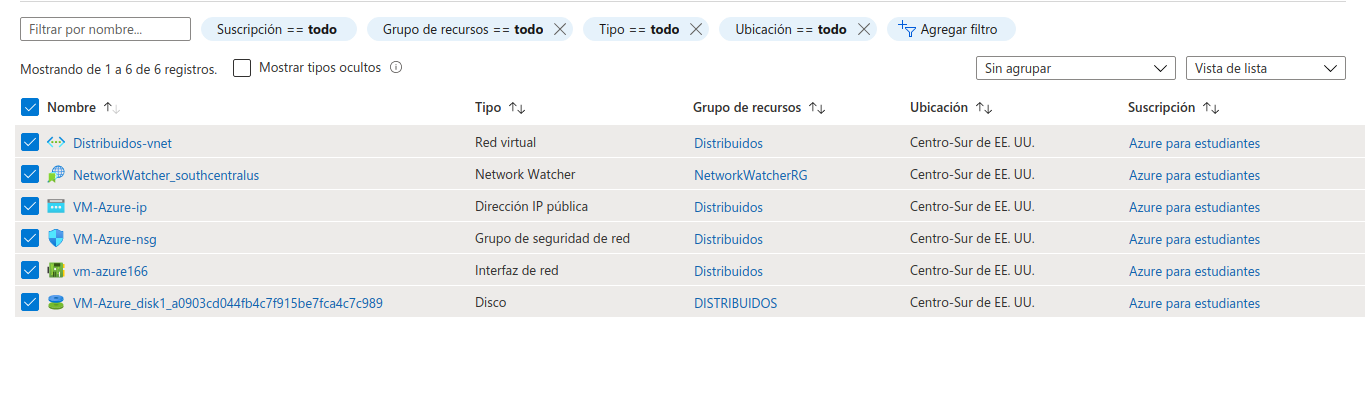 Filtrar por nombre... Suscripción == todo Grupo de recursos == todo Tipo == todo Ubicación == todo Agregar filtro
Mostrando de 1 a 6 de 6 registros. Mostrar tipos ocultos Sin agrupar Vista de lista
Nombre Tipo Grupo de recursos Ubicación Suscripción
Distribuidos-vnet Red virtual Distribuidos Centro-Sur de EE. UU. Azure para estudiantes
NetworkWatcher_southcentralus Network Watcher NetworkWatcherRG Centro-Sur de EE. UU. Azure para estudiantes
VM-Azure-ip Dirección IP pública Distribuidos Centro-Sur de EE. UU. Azure para estudiantes
VM-Azure-nsg Grupo de seguridad de red Distribuidos Centro-Sur de EE. UU. Azure para estudiantes
vm-azure166 Interfaz de red Distribuidos Centro-Sur de EE. UU. Azure para estudiantes
VM-Azure_disk1_a0903cd044fb4c7f915be7fca4c7c989 Disco DISTRIBUIDOS Centro-Sur de EE. UU. Azure para estudiantes